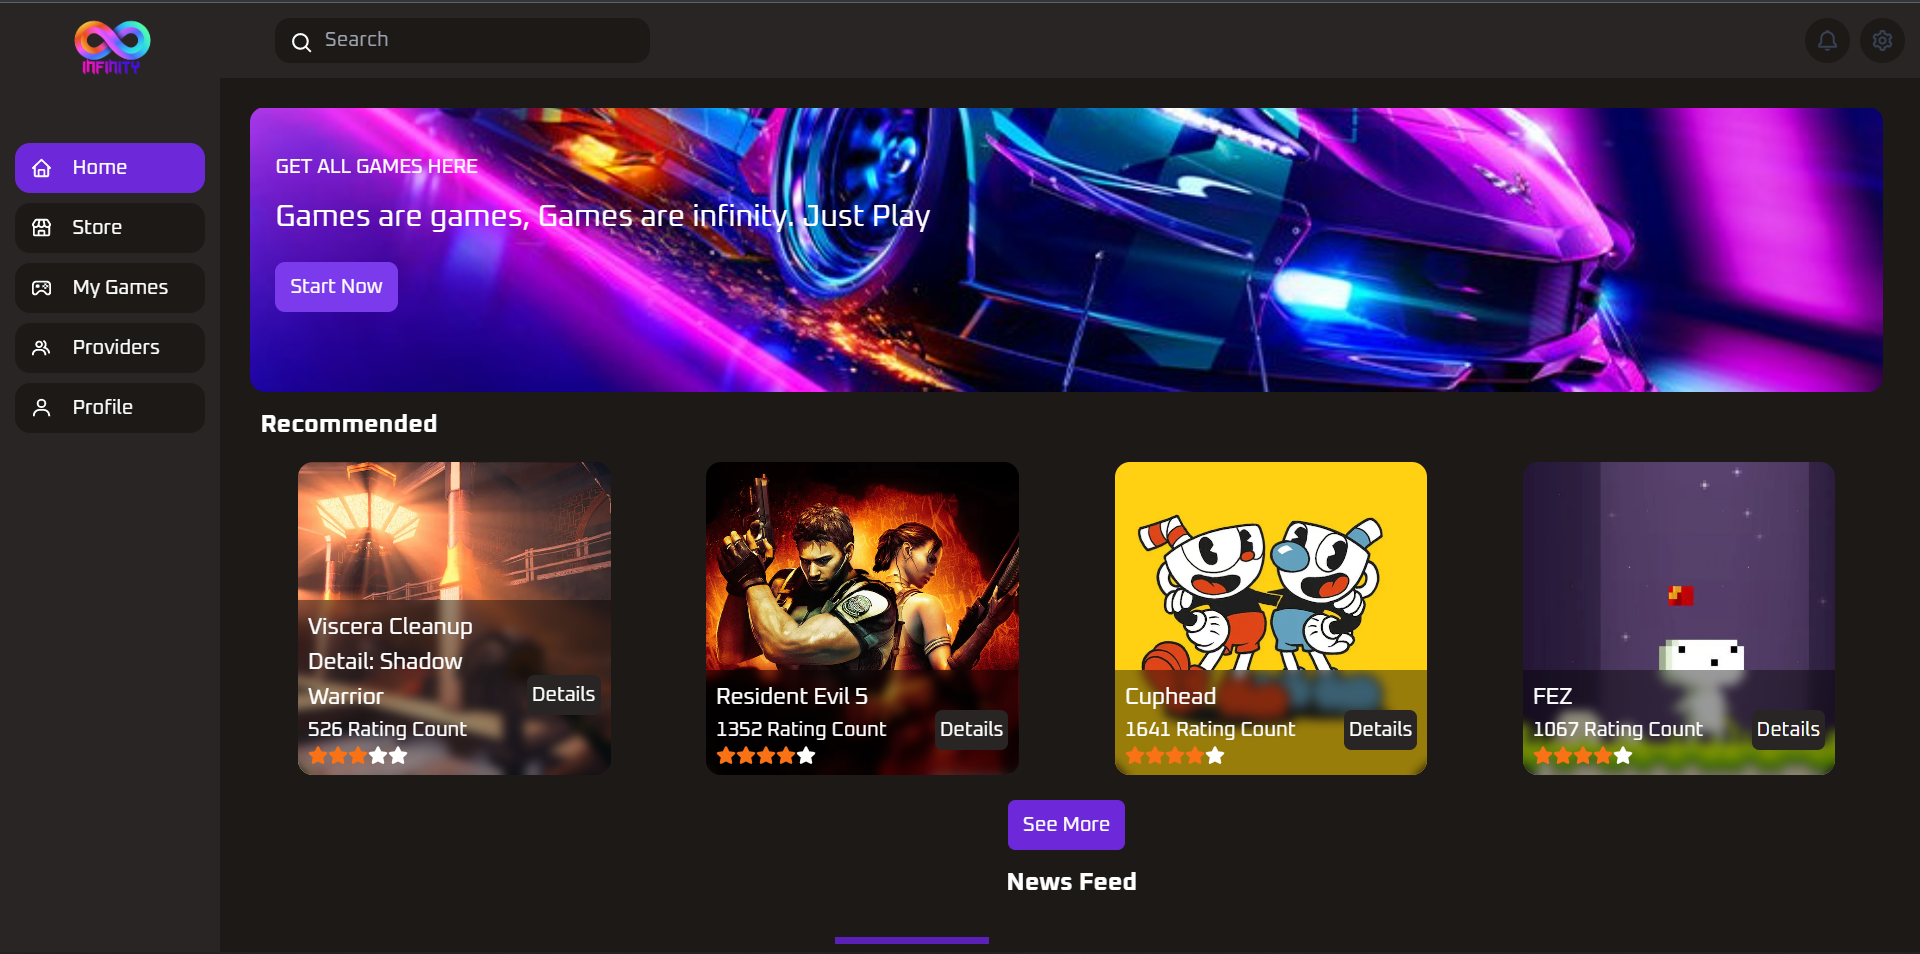 INFINITY
Search
Home
Store
My Games
Providers
Profile
GET ALL GAMES HERE
Games are games, Games are infinity. Just Play
Start Now
Recommended
Viscera Cleanup
Detail: Shadow
Warrior
526 Rating Count
Details
Resident Evil 5
1352 Rating Count
Details
Cuphead
1641 Rating Count
Details
FEZ
1067 Rating Count
Details
See More
News Feed